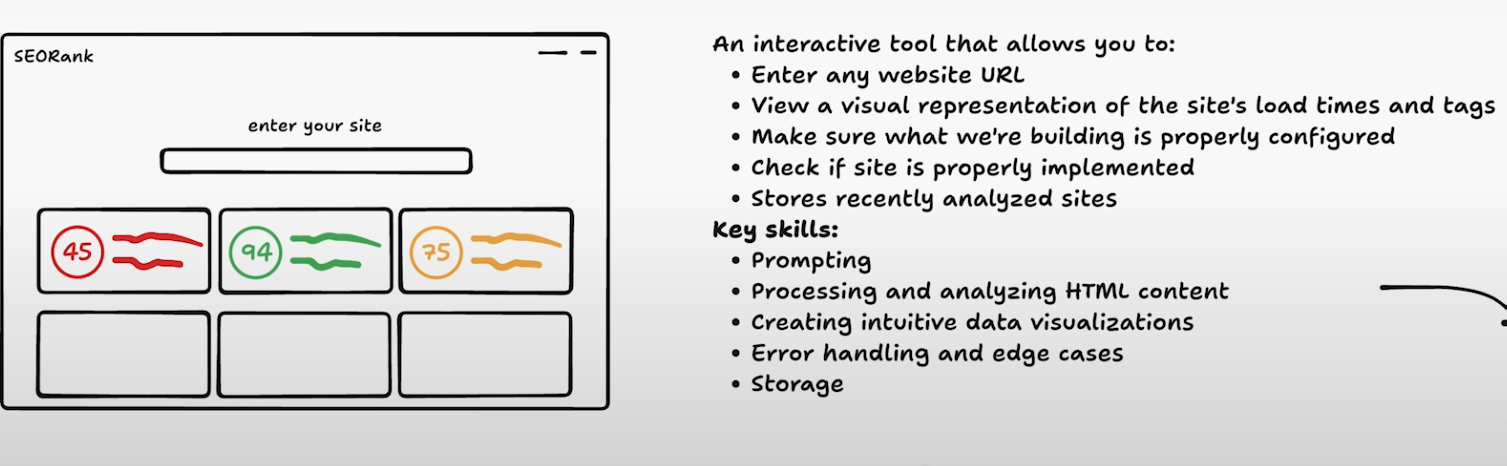 SEORank
enter your site
45
94
75
An interactive tool that allows you to:
• Enter any website URL
• View a visual representation of the site's load times and tags
• Make sure what we're building is properly configured
• Check if site is properly implemented
• Stores recently analyzed sites
Key skills:
• Prompting
• Processing and analyzing HTML content
• Creating intuitive data visualizations
• Error handling and edge cases
• Storage